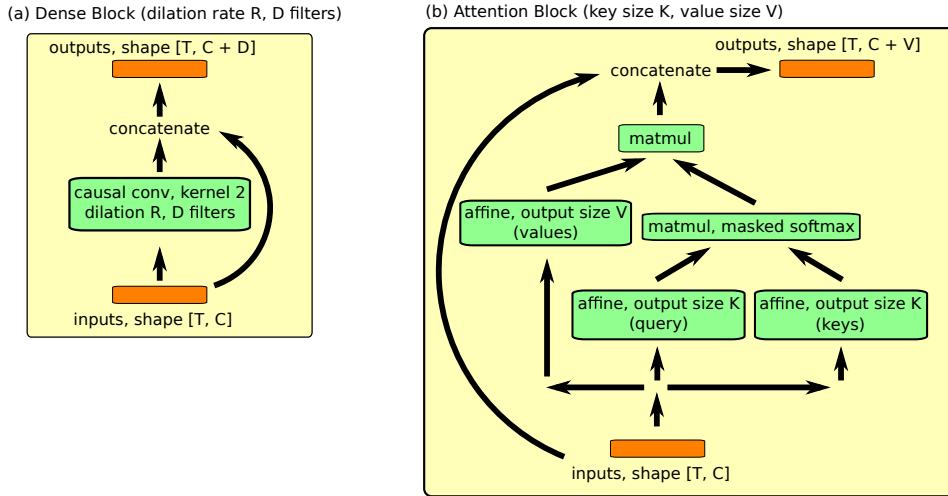 (a) Dense Block (dilation rate R, D filters)
outputs, shape [T, C + D]
concatenate
causal conv, kernel 2
dilation R, D filters
inputs, shape [T, C]
(b) Attention Block (key size K, value size V)
outputs, shape [T, C + V]
concatenate
matmul
affine, output size V
(values)
matmul, masked softmax
affine, output size K
(query)
affine, output size K
(keys)
inputs, shape [T, C]